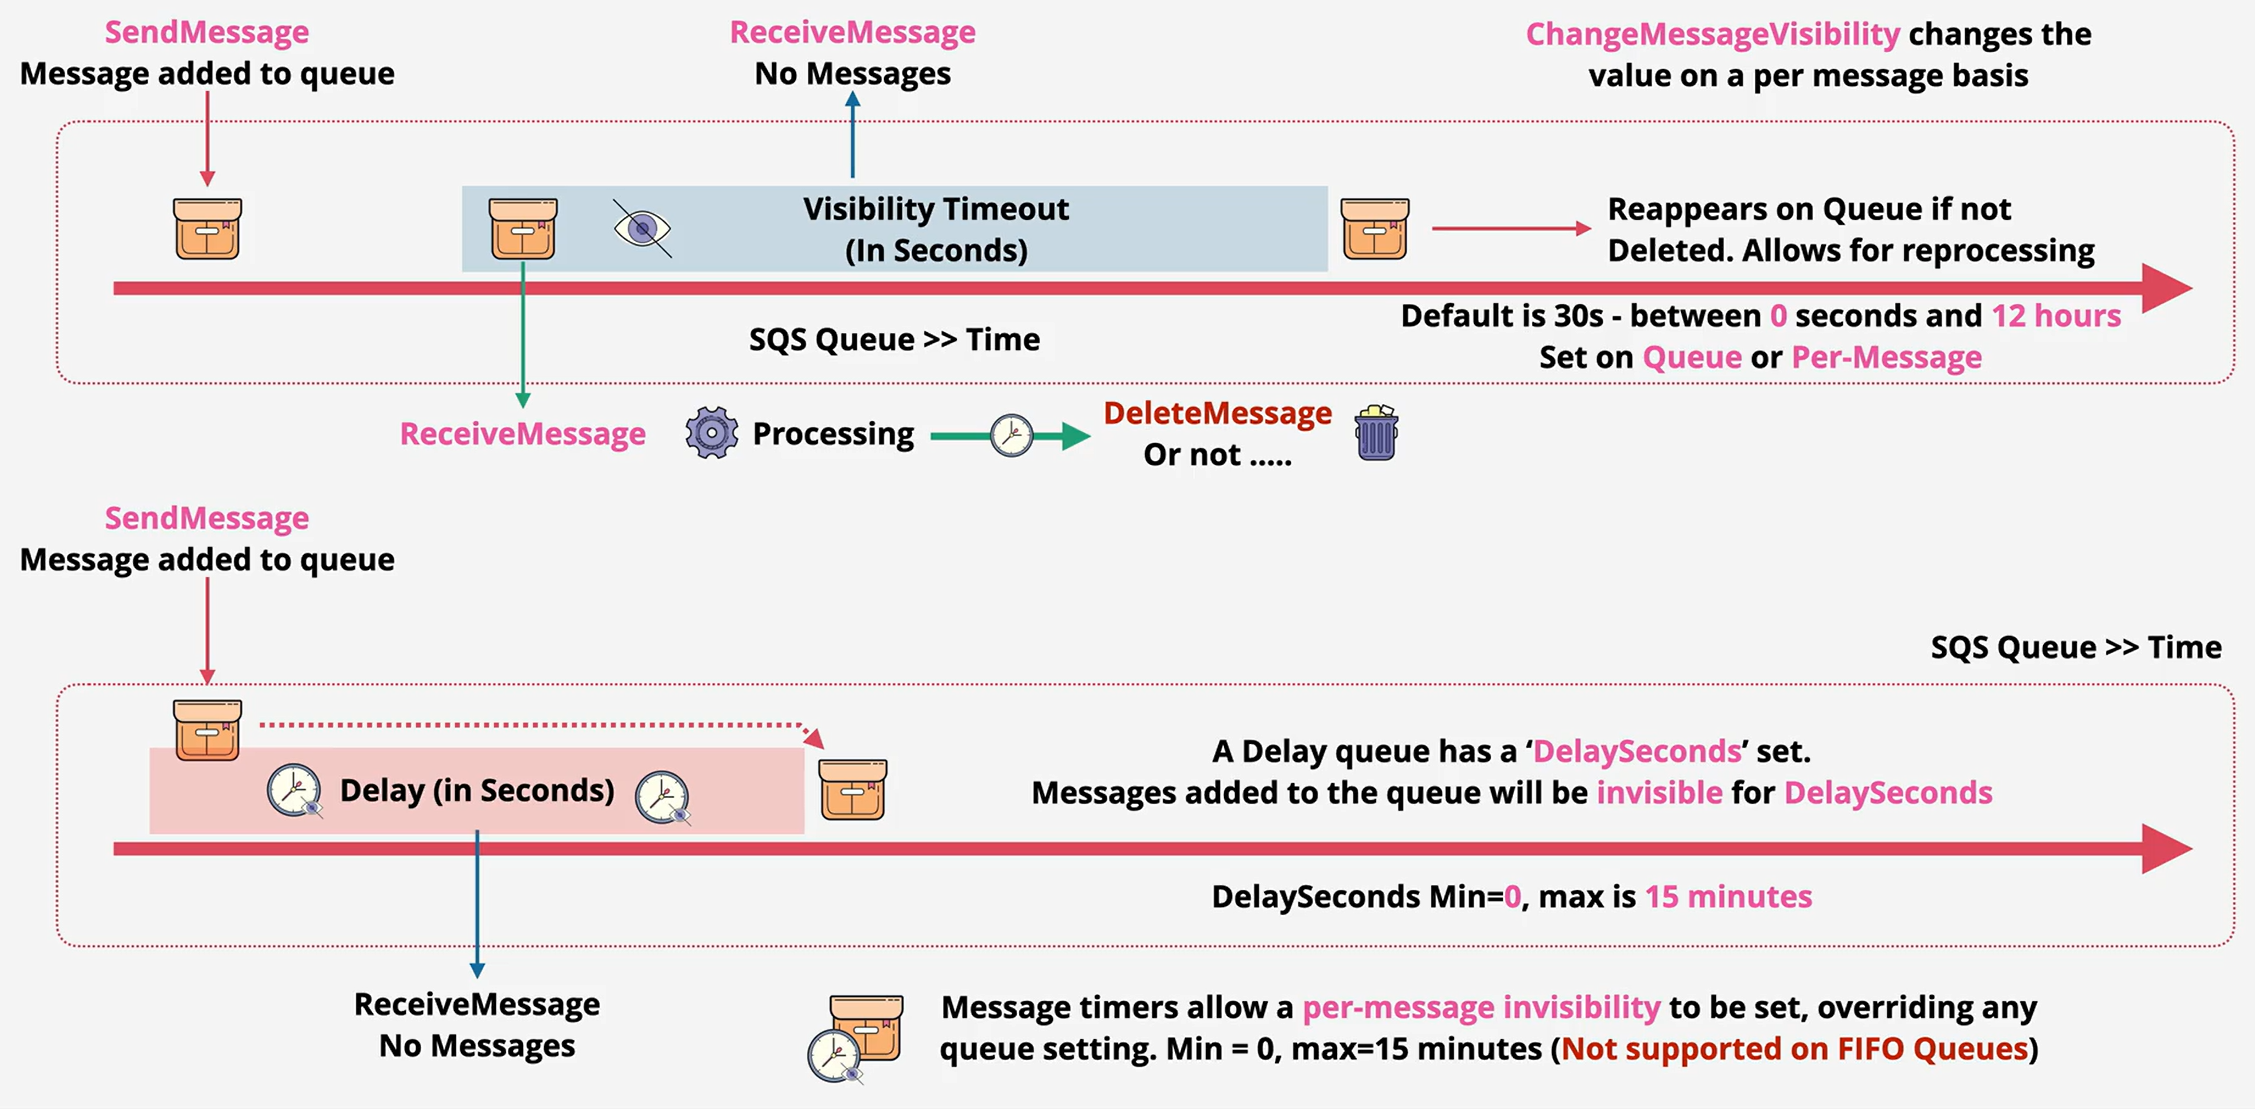 SendMessage
Message added to queue
ReceiveMessage
No Messages
ChangeMessageVisibility changes the
value on a per message basis
Visibility Timeout
(In Seconds)
Reappears on Queue if not
Deleted. Allows for reprocessing
SQS Queue >> Time
Default is 30s - between 0 seconds and 12 hours
Set on Queue or Per-Message
ReceiveMessage
Processing
DeleteMessage
Or not .....
SendMessage
Message added to queue
SQS Queue >> Time
Delay (in Seconds)
A Delay queue has a ‘DelaySeconds’ set.
Messages added to the queue will be invisible for DelaySeconds
DelaySeconds Min=0, max is 15 minutes
ReceiveMessage
No Messages
Message timers allow a per-message invisibility to be set, overriding any
queue setting. Min = 0, max=15 minutes (Not supported on FIFO Queues)